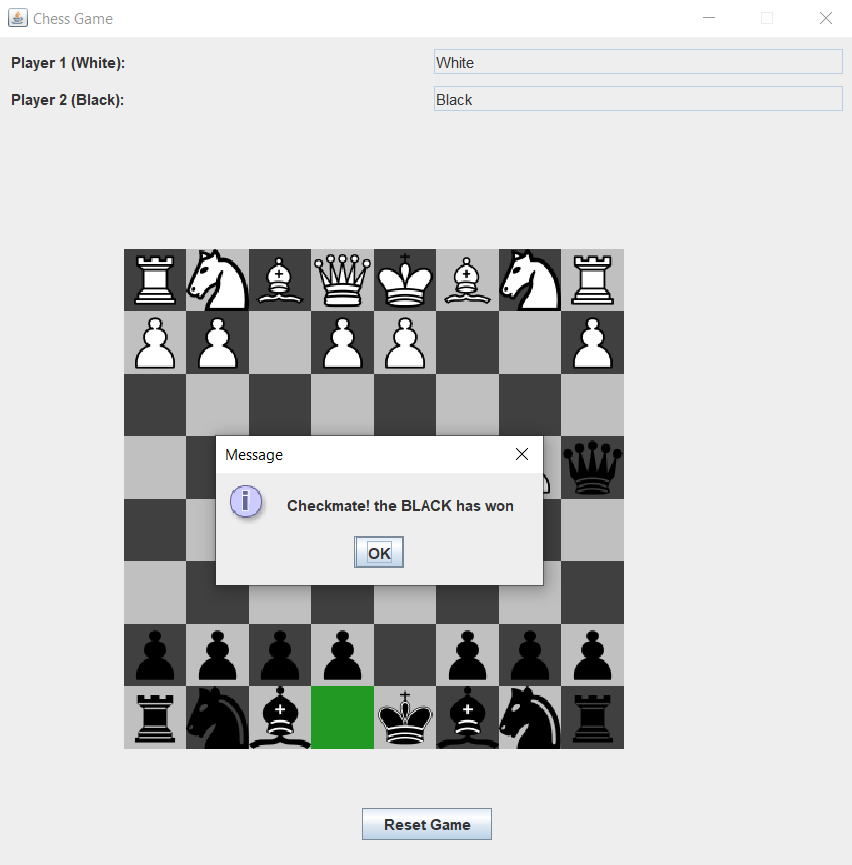 Chess Game
Player 1 (White):
White
Player 2 (Black):
Black
Message
Checkmate! the BLACK has won
OK
Reset Game